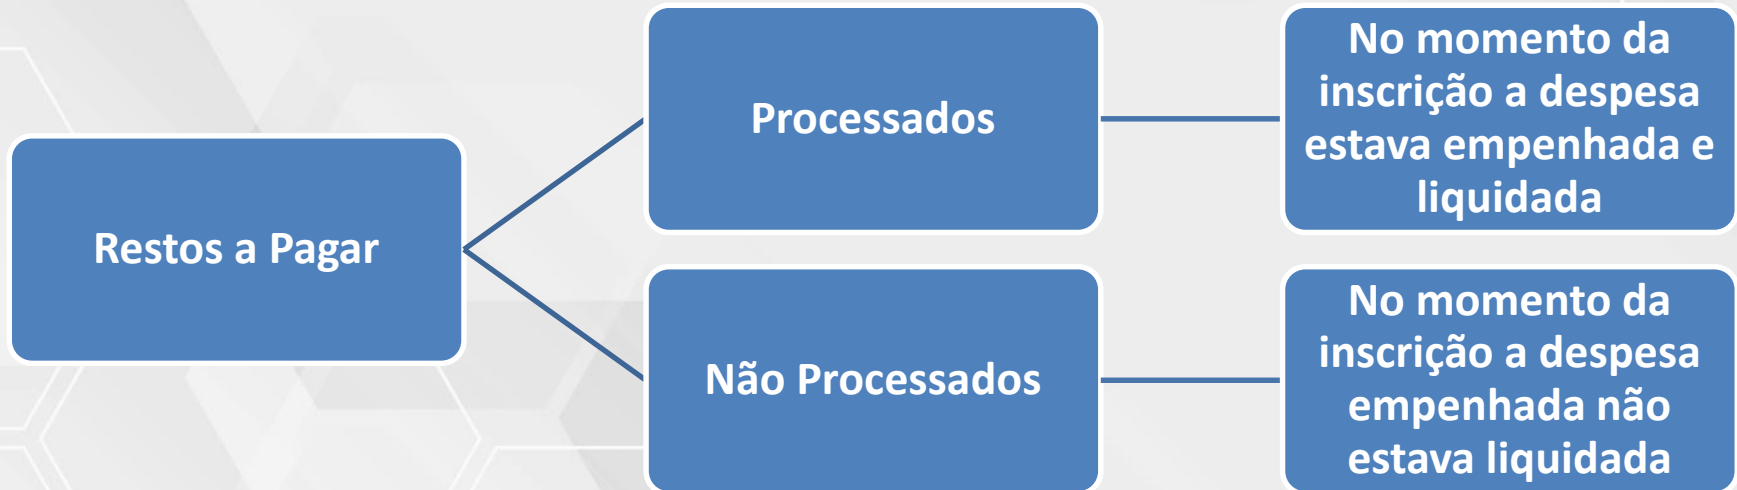 Restos a Pagar
Processados
No momento da
inscrição a despesa
estava empenhada e
liquidada
Não Processados
No momento da
inscrição a despesa
empenhada não
estava liquidada